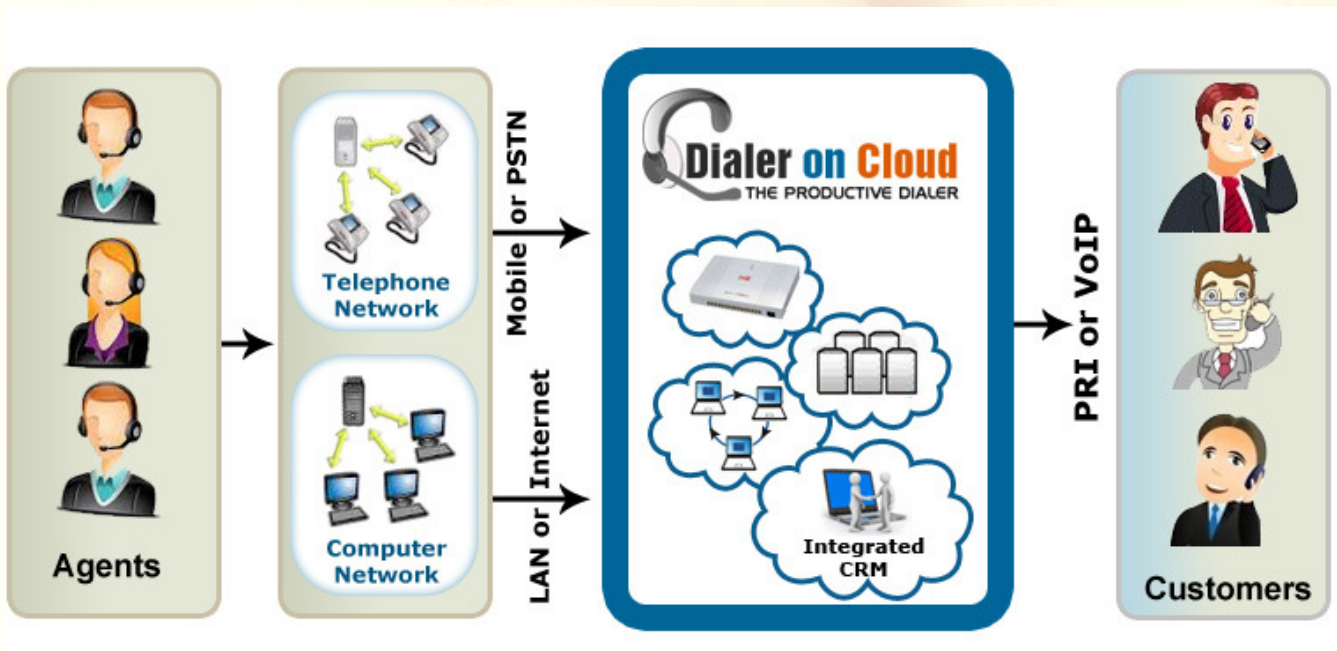 Agents
Telephone
Network
Computer
Network
Mobile or PSTN
LAN or Internet
Dialer on Cloud
THE PRODUCTIVE DIALER
Integrated
CRM
PRI or VoIP
Customers